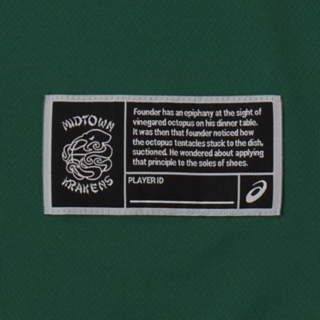 MIDTOWN
KRAKENS
Founder has an epiphany at the sight of
vinegared octopus on his dinner table.
It was then that founder noticed how
the octopus tentacles stuck to the dish,
suctioned. He wondered about applying
that principle to the soles of shoes.
PLAYER ID